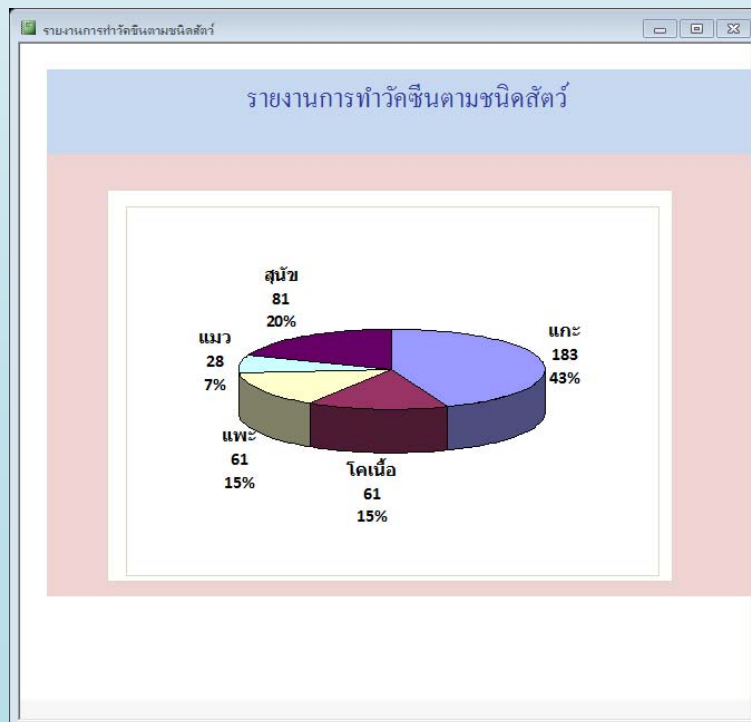 รายงานการทำวัคซีนตามชนิดสัตว์
รายงานการทำวัคซีนตามชนิดสัตว์
สุนัข
81
20%
แกะ
183
43%
แมว
28
7%
แพะ
61
15%
โคเนื้อ
61
15%